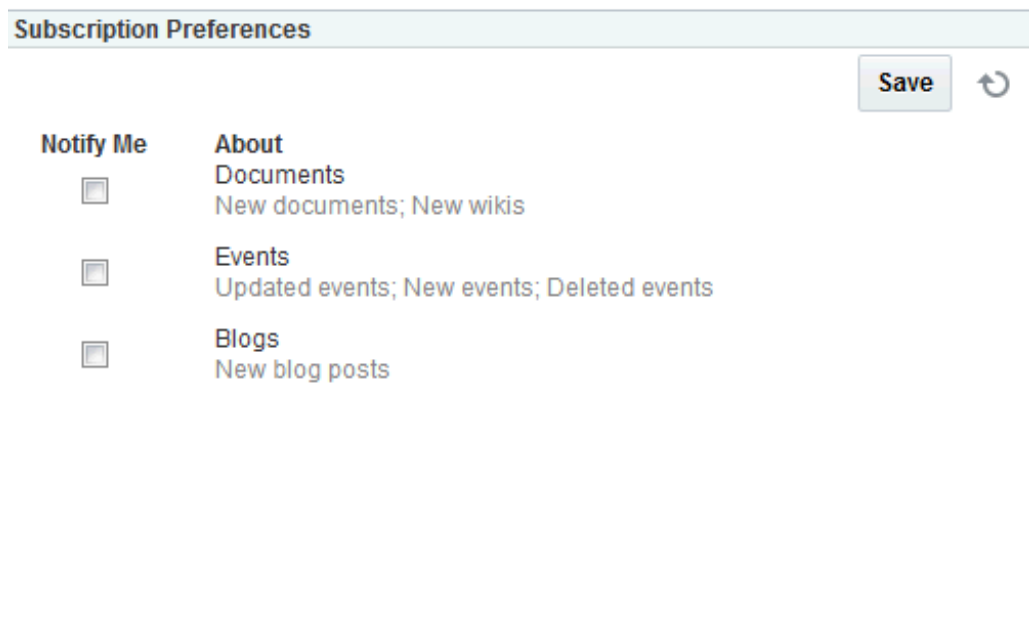 Subscription Preferences
Save
Notify Me About
Documents
New documents; New wikis
Events
Updated events; New events; Deleted events
Blogs
New blog posts